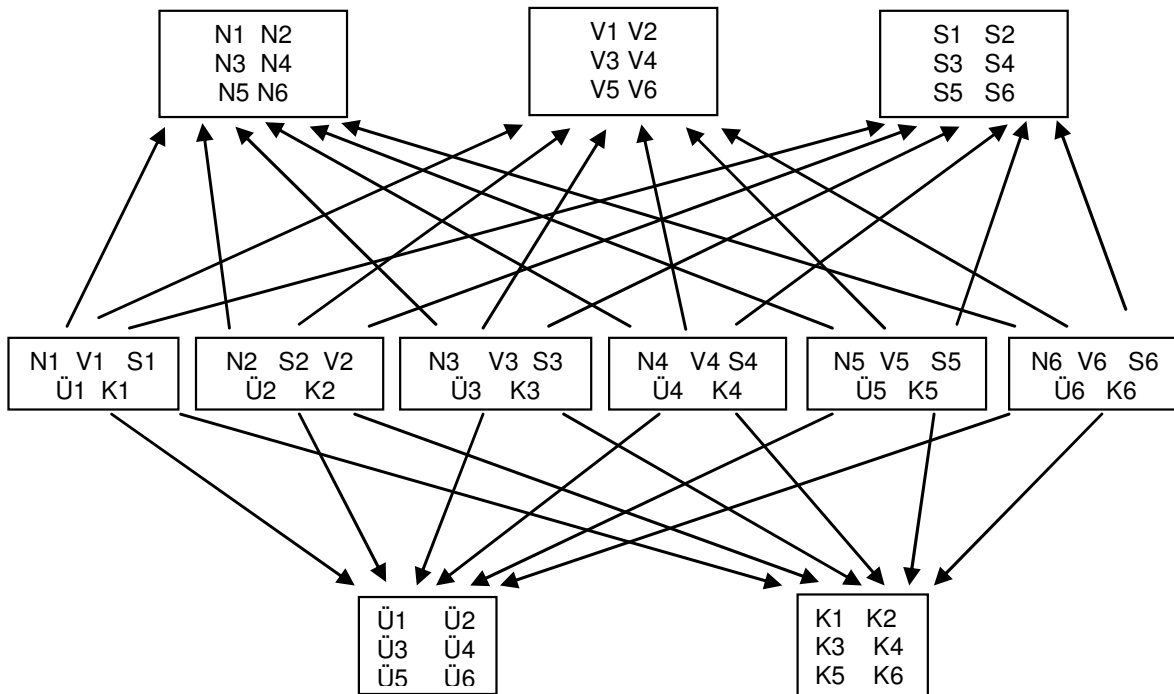 N1 N2
N3 N4
N5 N6
V1 V2
V3 V4
V5 V6
S1 S2
S3 S4
S5 S6
N1 V1 S1
Ü1 K1
N2 S2 V2
Ü2 K2
N3 V3 S3
Ü3 K3
N4 V4 S4
Ü4 K4
N5 V5 S5
Ü5 K5
N6 V6 S6
Ü6 K6
Ü1 Ü2
Ü3 Ü4
Ü5 Ü6
K1 K2
K3 K4
K5 K6